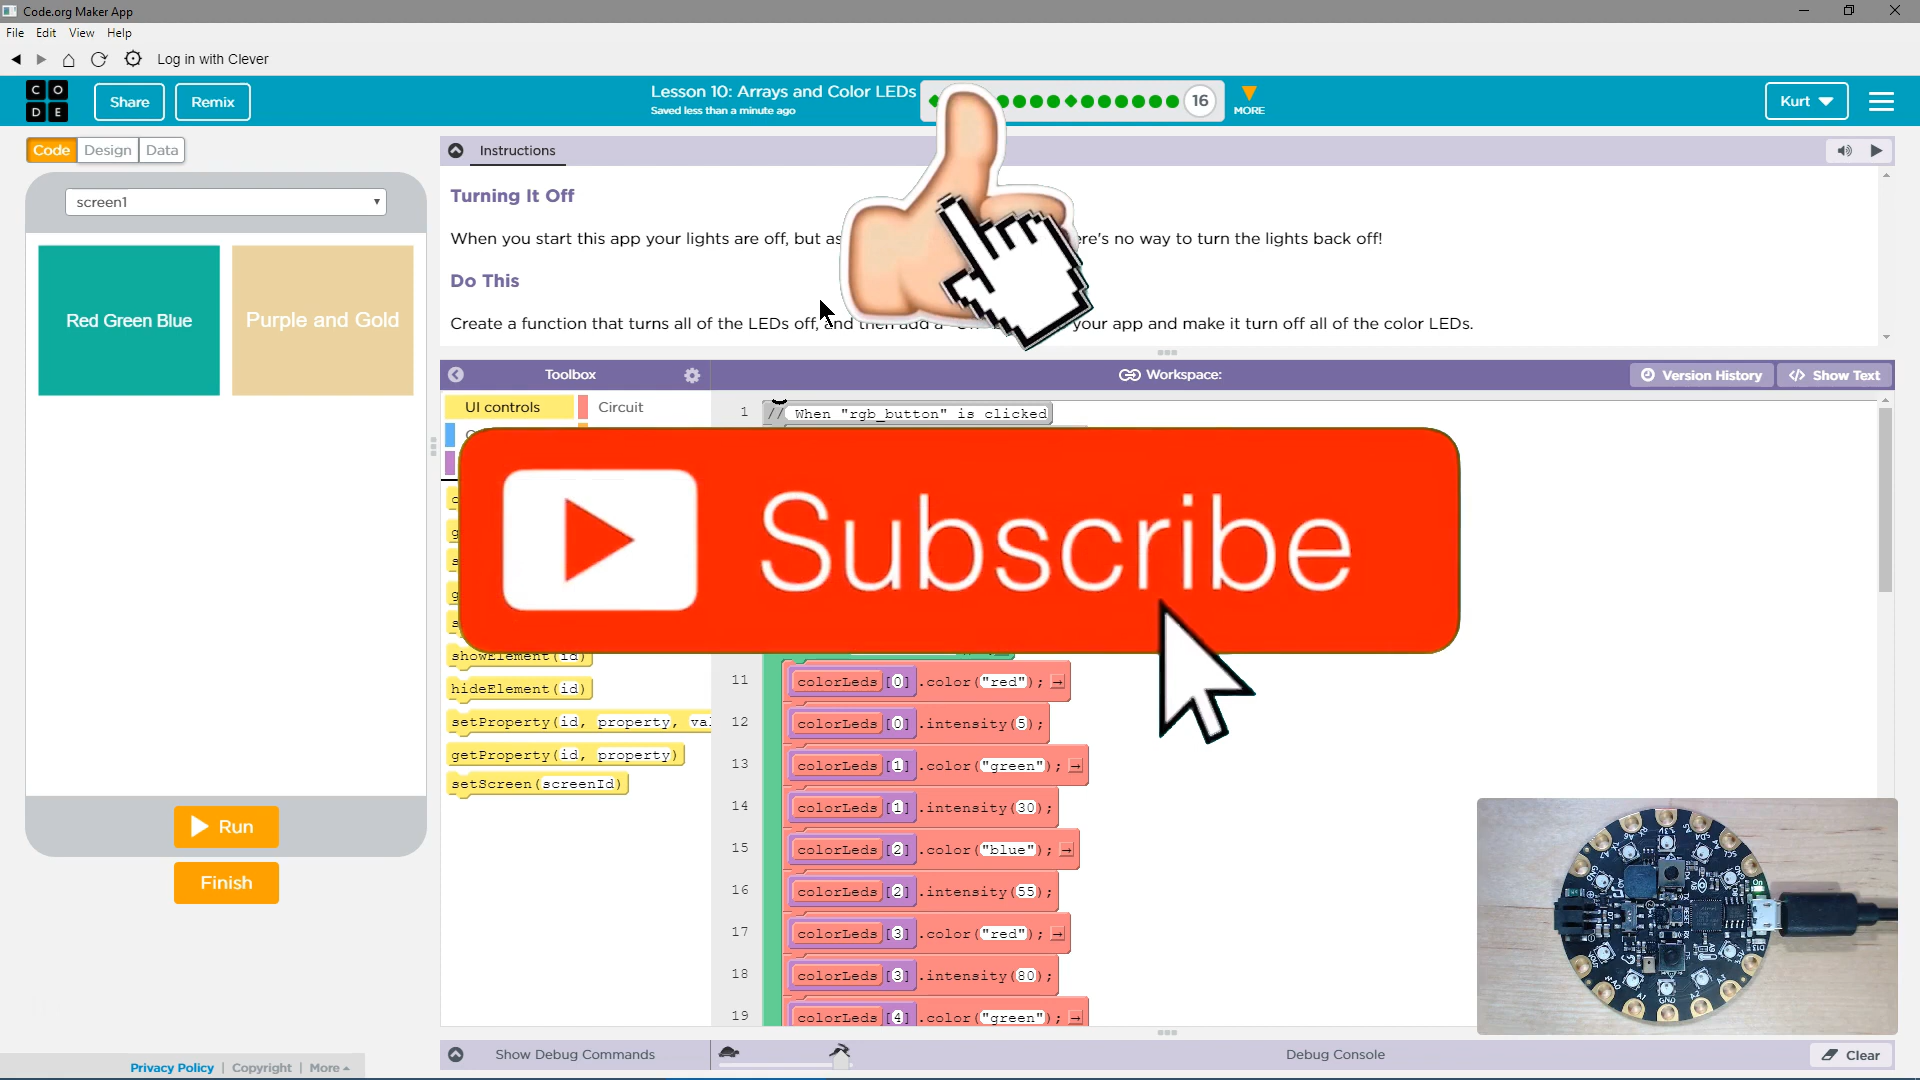 Code.org Maker App
File Edit View Help
Log in with Clever
CODE
Share
Remix
Lesson 10: Arrays and Color LEDs
Saved less than a minute ago
16
MORE
Kurt
Code Design Data
screen1
Red Green Blue
Purple and Gold
Run
Finish
Privacy Policy | Copyright | More
Instructions
Turning It Off
When you start this app your lights are off, but as
ere's no way to turn the lights back off!
Do This
Create a function that turns all of the LEDs off, and then add a
your app and make it turn off all of the color LEDs.
Toolbox
Workspace:
Version History
Show Text
UI controls
Circuit
showElement(id)
hideElement(id)
setProperty(id, property, val
getProperty(id, property)
setScreen(screenId)
1 // When "rgb_button" is clicked
Subscribe
11 colorLeds[0].color("red");
12 colorLeds[0].intensity(5);
13 colorLeds[1].color("green");
14 colorLeds[1].intensity(30);
15 colorLeds[2].color("blue");
16 colorLeds[2].intensity(55);
17 colorLeds[3].color("red");
18 colorLeds[3].intensity(80);
19 colorLeds[4].color("green");
Show Debug Commands
Debug Console
Clear